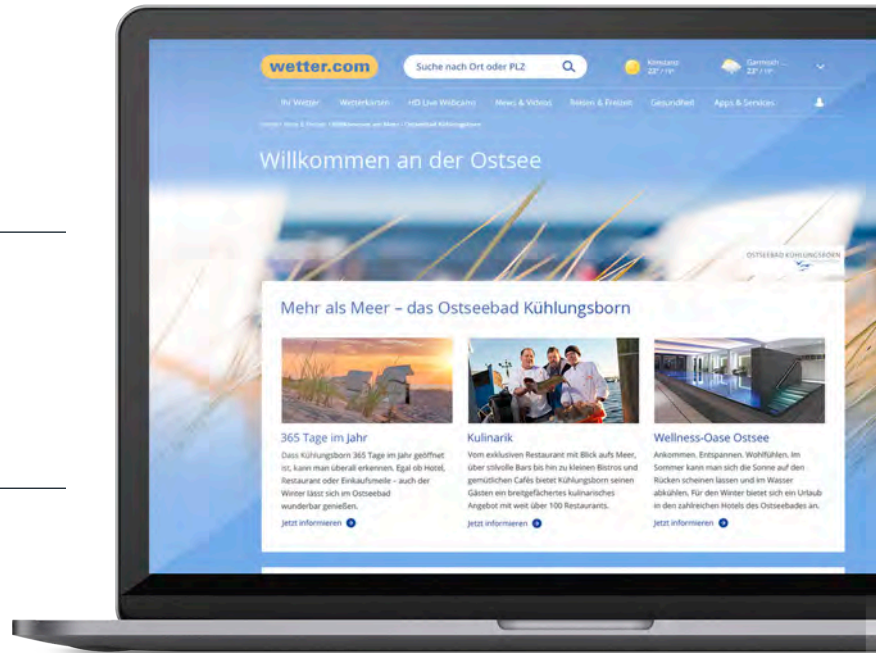 wetter.com
Suche nach Ort oder PLZ
Konstanz
Garmisch ...
Ihr Wetter Wetterkarten HD Live Webcams News & Videos Reisen & Freizeit Gesundheit Apps & Services
Willkommen an der Ostsee
OSTSEEBAD KÜHLUNGSBORN
Mehr als Meer – das Ostseebad Kühlungsborn
365 Tage im Jahr
Dass Kühlungsborn 365 Tage im Jahr geöffnet
ist, kann man überall erkennen. Egal ob Hotel,
Restaurant oder Einkaufsmeile – auch der
Winter lässt sich im Ostseebad
wunderbar genießen.
Jetzt informieren
Kulinarik
Vom exklusiven Restaurant mit Blick aufs Meer,
über stilvolle Bars bis hin zu kleinen Bistros und
gemütlichen Cafés bietet Kühlungsborn seinen
Gästen ein breitgefächertes kulinarisches
Angebot mit weit über 100 Restaurants.
Jetzt informieren
Wellness-Oase Ostsee
Ankommen. Entspannen. Wohlfühlen. Im
Sommer kann man sich die Sonne auf den
Rücken scheinen lassen und im Wasser
abkühlen. Für den Winter bietet sich ein Urlaub
in den zahlreichen Hotels des Ostseebades an.
Jetzt informieren